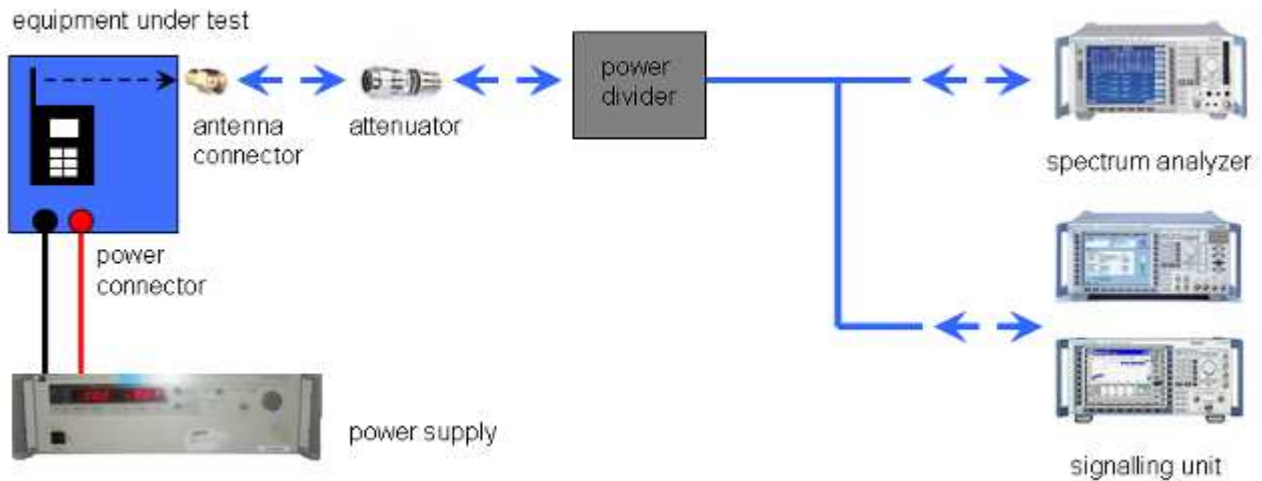 equipment under test
power
divider
antenna
connector
attenuator
spectrum analyzer
power
connector
power supply
signalling unit